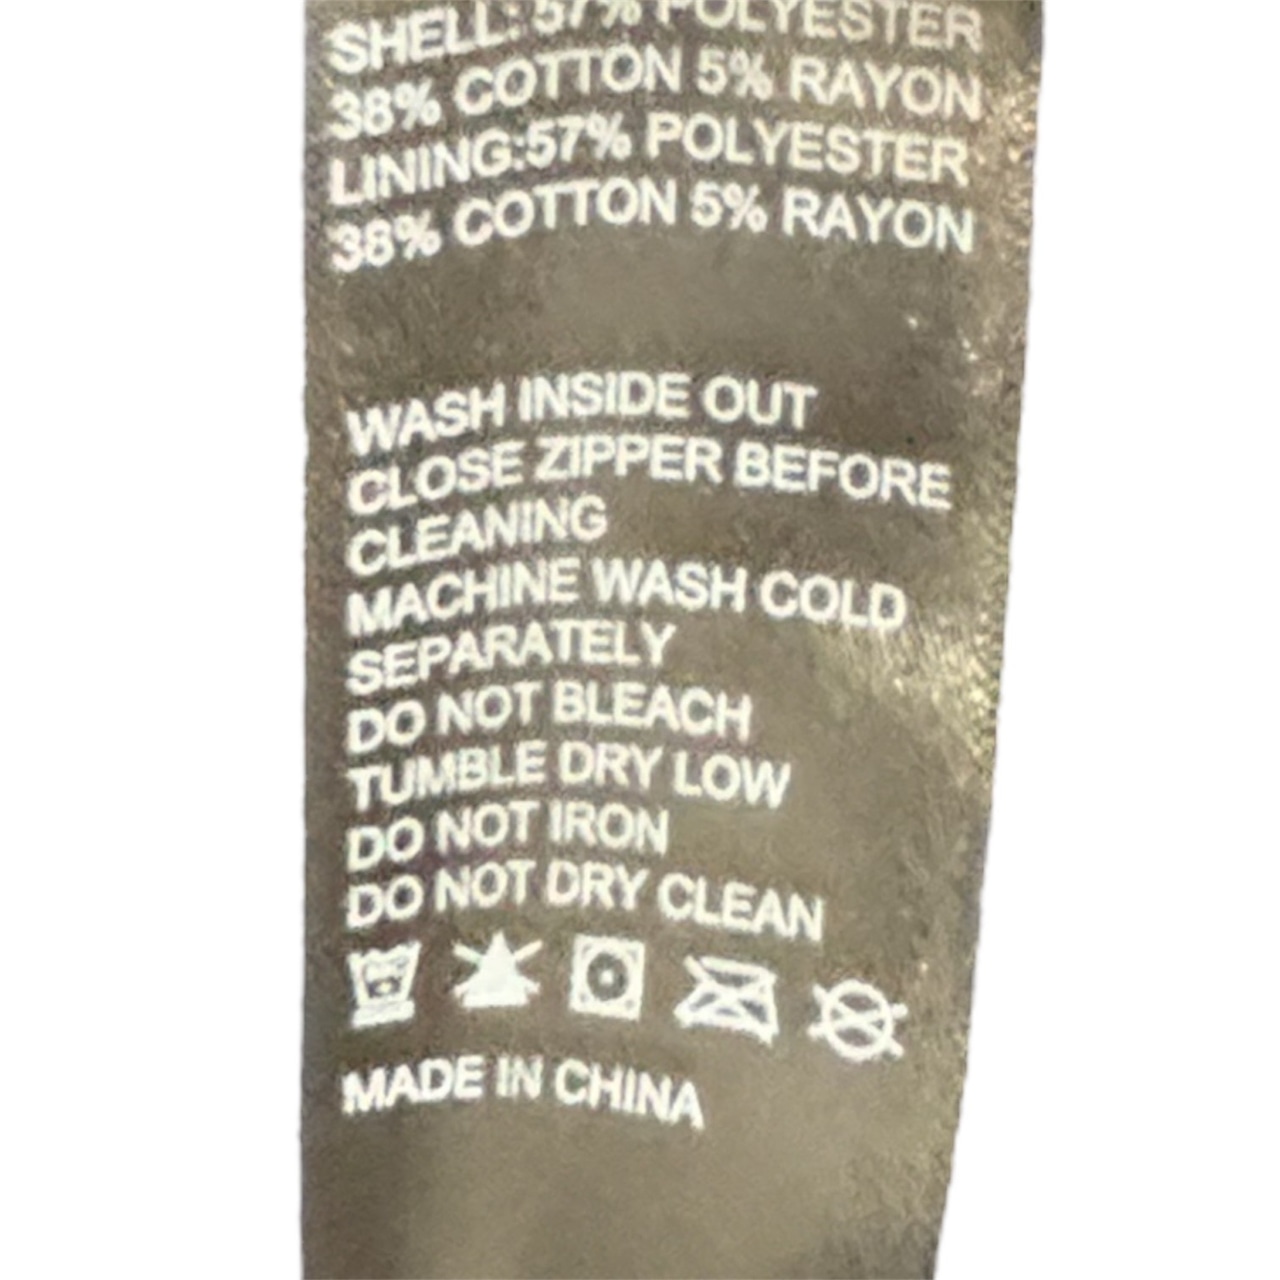 SHELL: 57% POLYESTER
38% COTTON 5% RAYON
LINING:57% POLYESTER
38% COTTON 5% RAYON
WASH INSIDE OUT
CLOSE ZIPPER BEFORE
CLEANING
MACHINE WASH COLD
SEPARATELY
DO NOT BLEACH
TUMBLE DRY LOW
DO NOT IRON
DO NOT DRY CLEAN
MADE IN CHINA